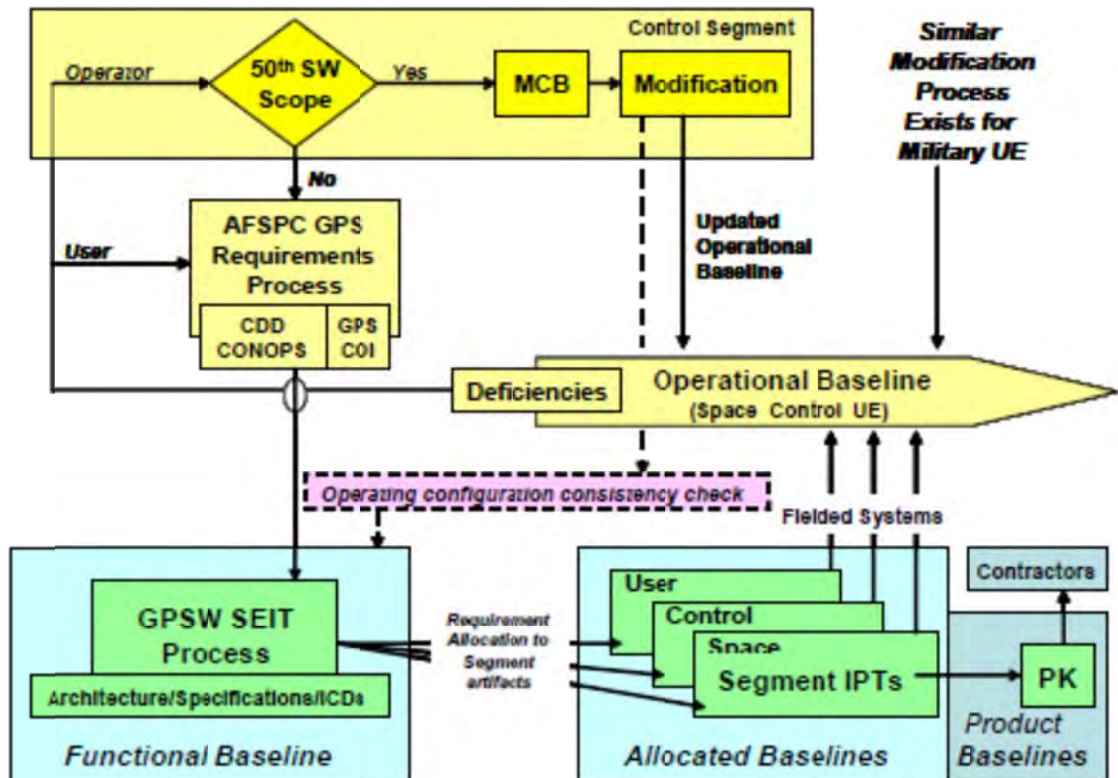 Control Segment
Operator
50th SW
Scope
Yes
MCB
Modification
Similar
Modification
Process
Exists for
Military UE
No
User
AFSPC GPS
Requirements
Process
CDD
CONOPS
GPS
COI
Updated
Operational
Baseline
Deficiencies
Operational Baseline
(Space Control UE)
Operating configuration consistency check
Fielded Systems
Contractors
GPSW SEIT
Process
Architecture/Specifications/ICDs
Functional Baseline
Requirement
Allocation to
Segment
artifacts
User
Control
Space
Segment IPTs
Allocated Baselines
PK
Product
Baselines